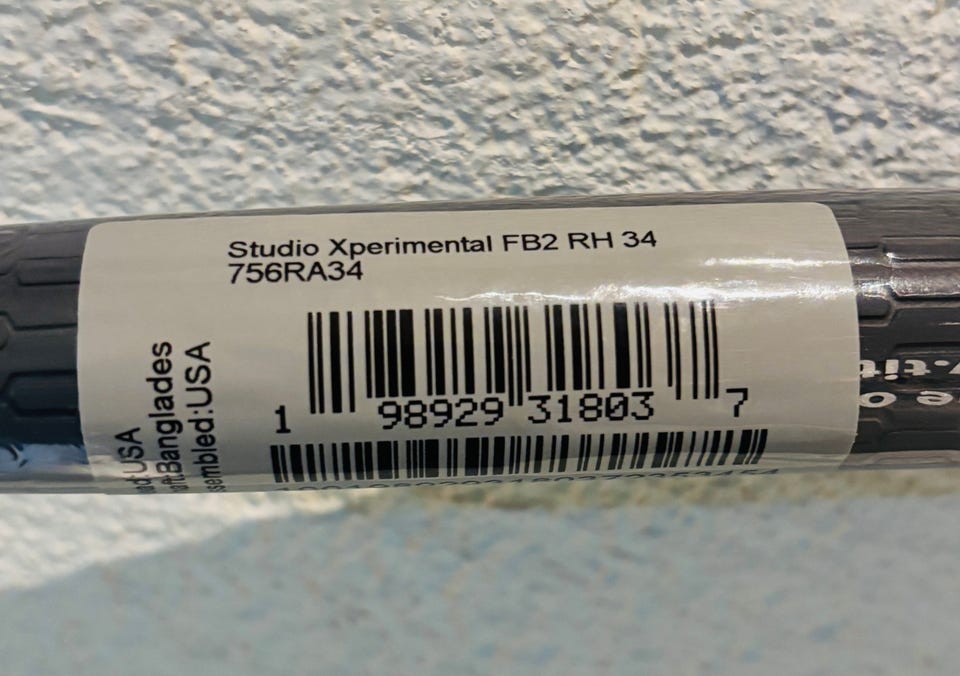 Studio Xperimental FB2 RH 34
756RA34
1 98929 31803 7
:USA
:Banglades
sembled:USA